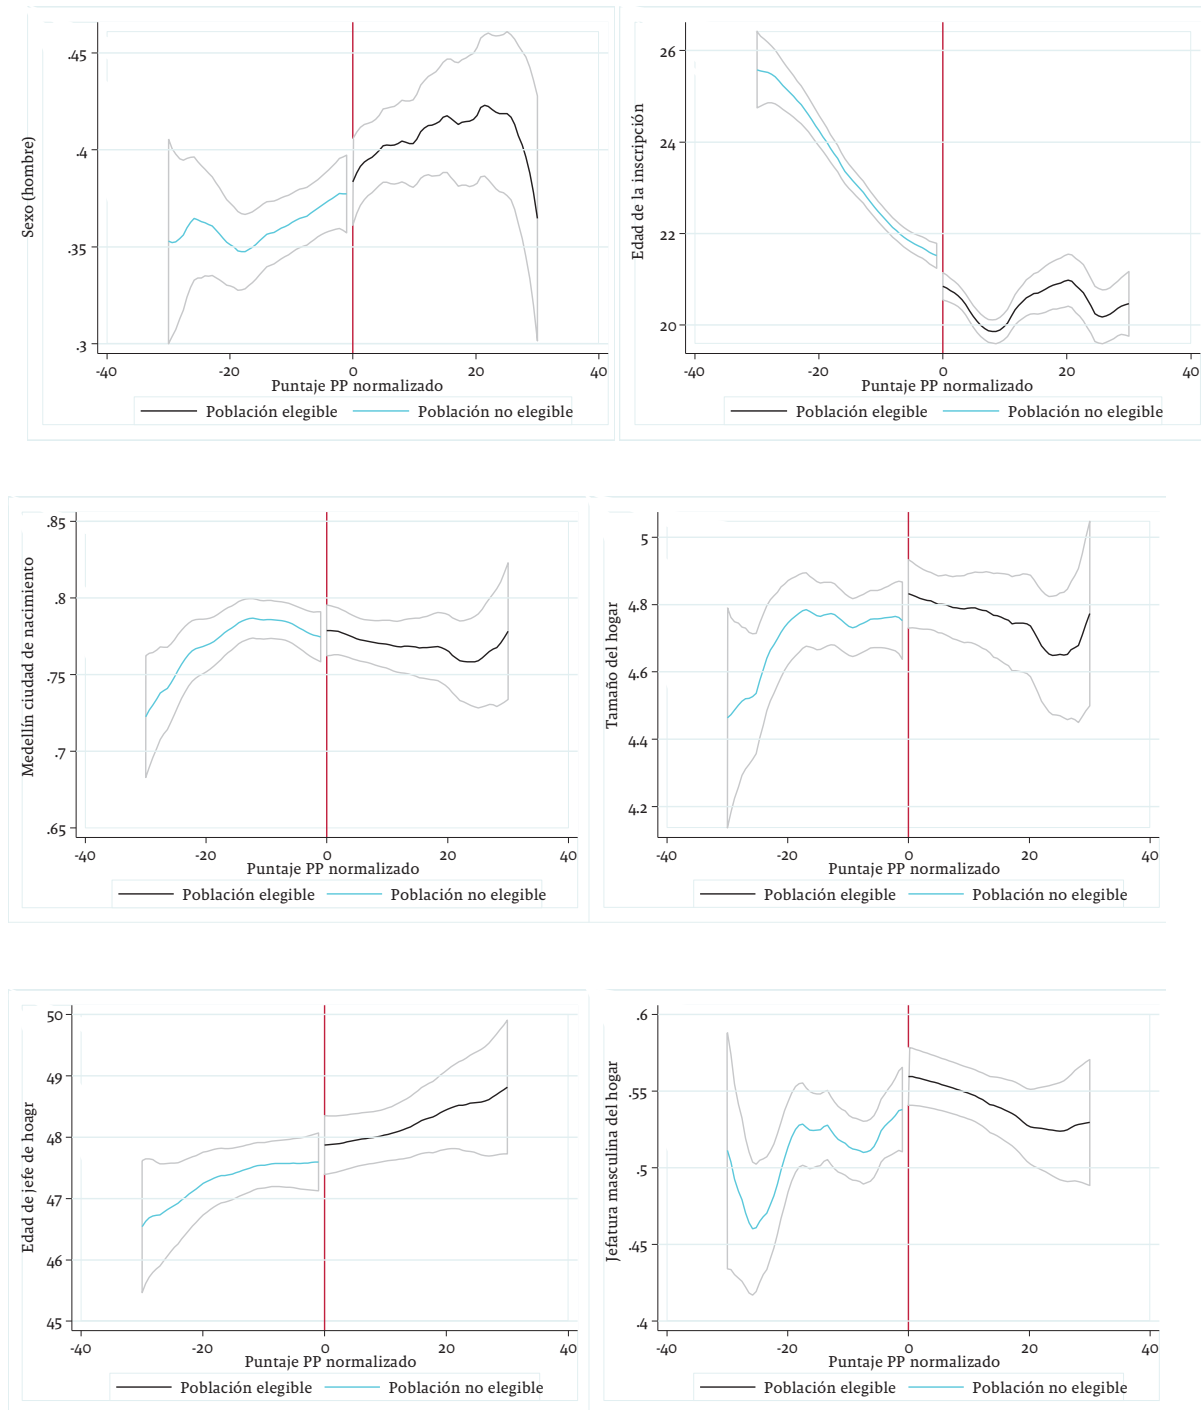 Sexo (hombre)
.45
.4
.35
.3
-40 -20 0 20 40
Puntaje PP normalizado
Población elegible Población no elegible
Edad de la inscripción
26
24
22
20
-40 -20 0 20 40
Puntaje PP normalizado
Población elegible Población no elegible
Medellín ciudad de nacimiento
.85
.8
.75
.7
.65
-40 -20 0 20 40
Puntaje PP normalizado
Población elegible Población no elegible
Tamaño del hogar
5
4.8
4.6
4.4
4.2
-40 -20 0 20 40
Puntaje PP normalizado
Población elegible Población no elegible
Edad de jefe de hoagr
50
49
48
47
46
45
-40 -20 0 20 40
Puntaje PP normalizado
Población elegible Población no elegible
Jefatura masculina del hogar
.6
.55
.5
.45
.4
-40 -20 0 20 40
Puntaje PP normalizado
Población elegible Población no elegible